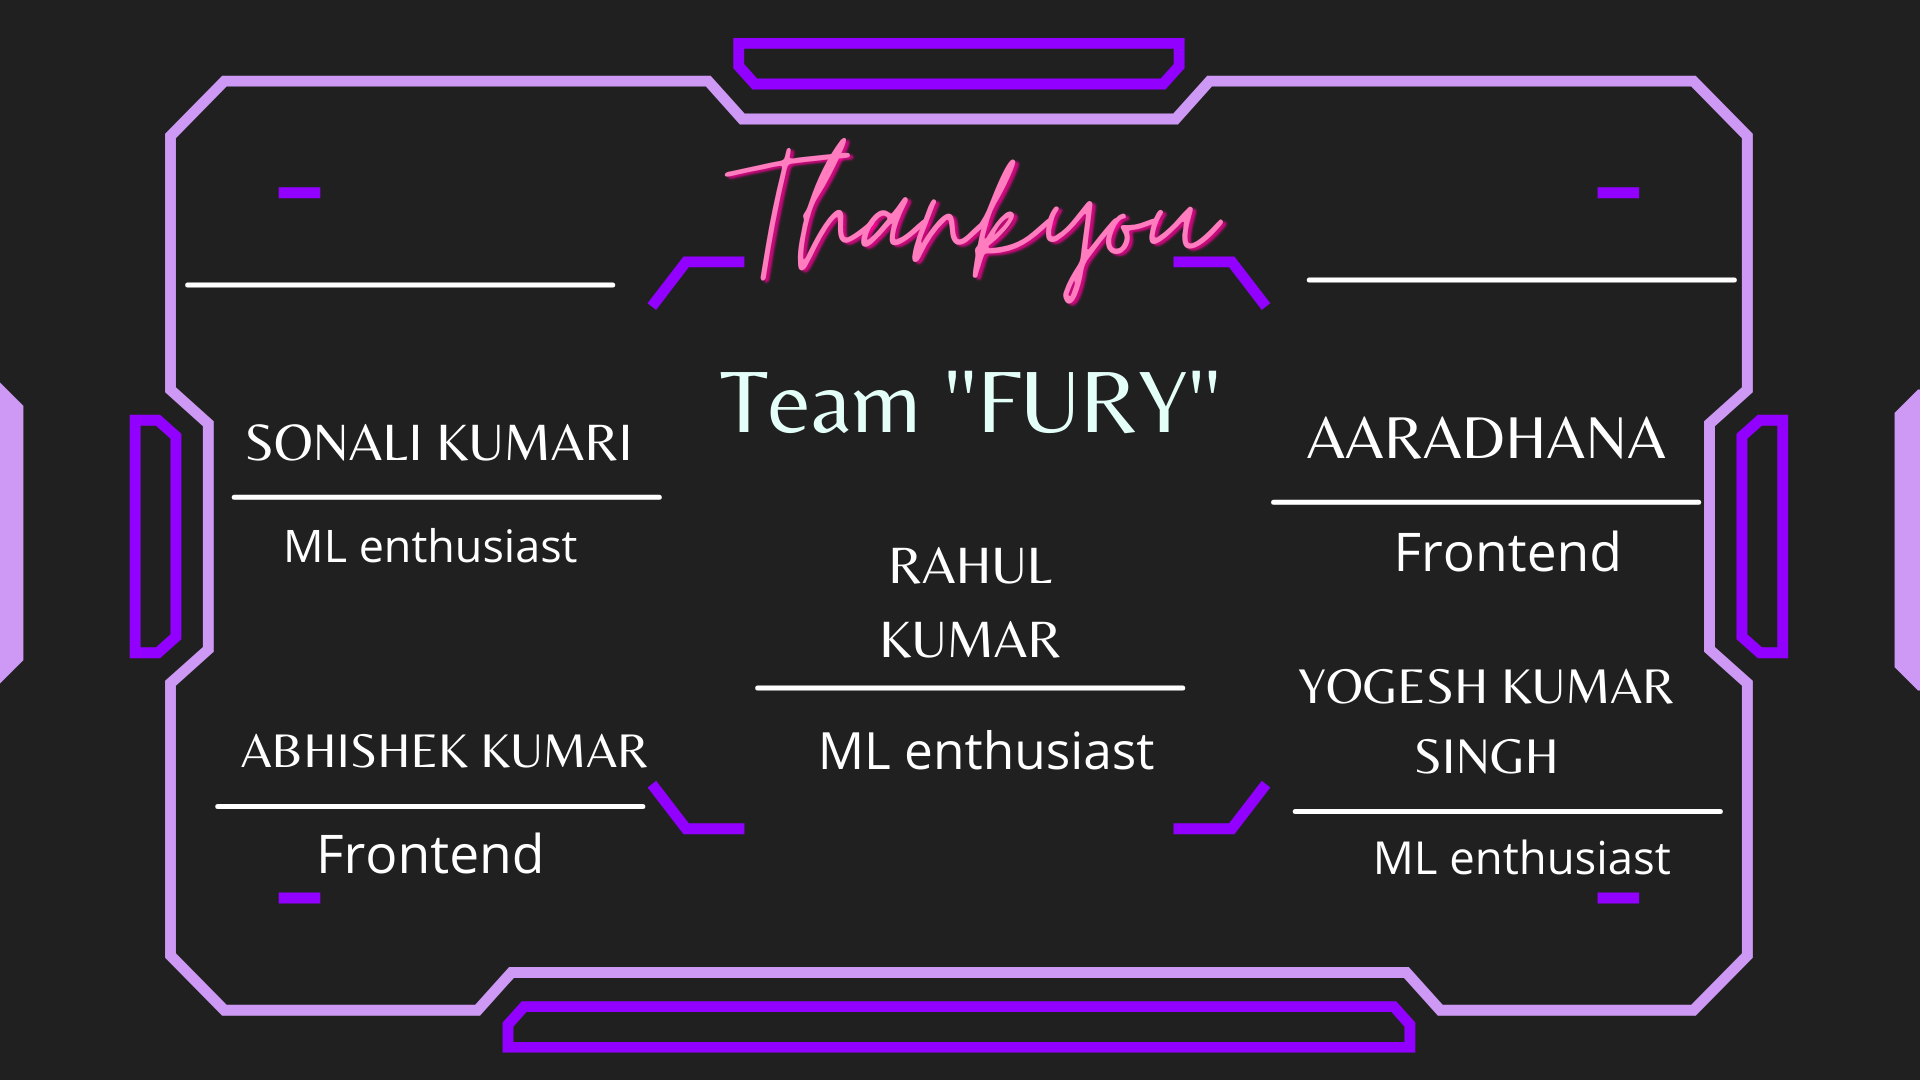 Thankyou
Team "FURY"
SONALI KUMARI
ML enthusiast
AARADHANA
Frontend
RAHUL
KUMAR
ML enthusiast
ABHISHEK KUMAR
Frontend
YOGESH KUMAR
SINGH
ML enthusiast